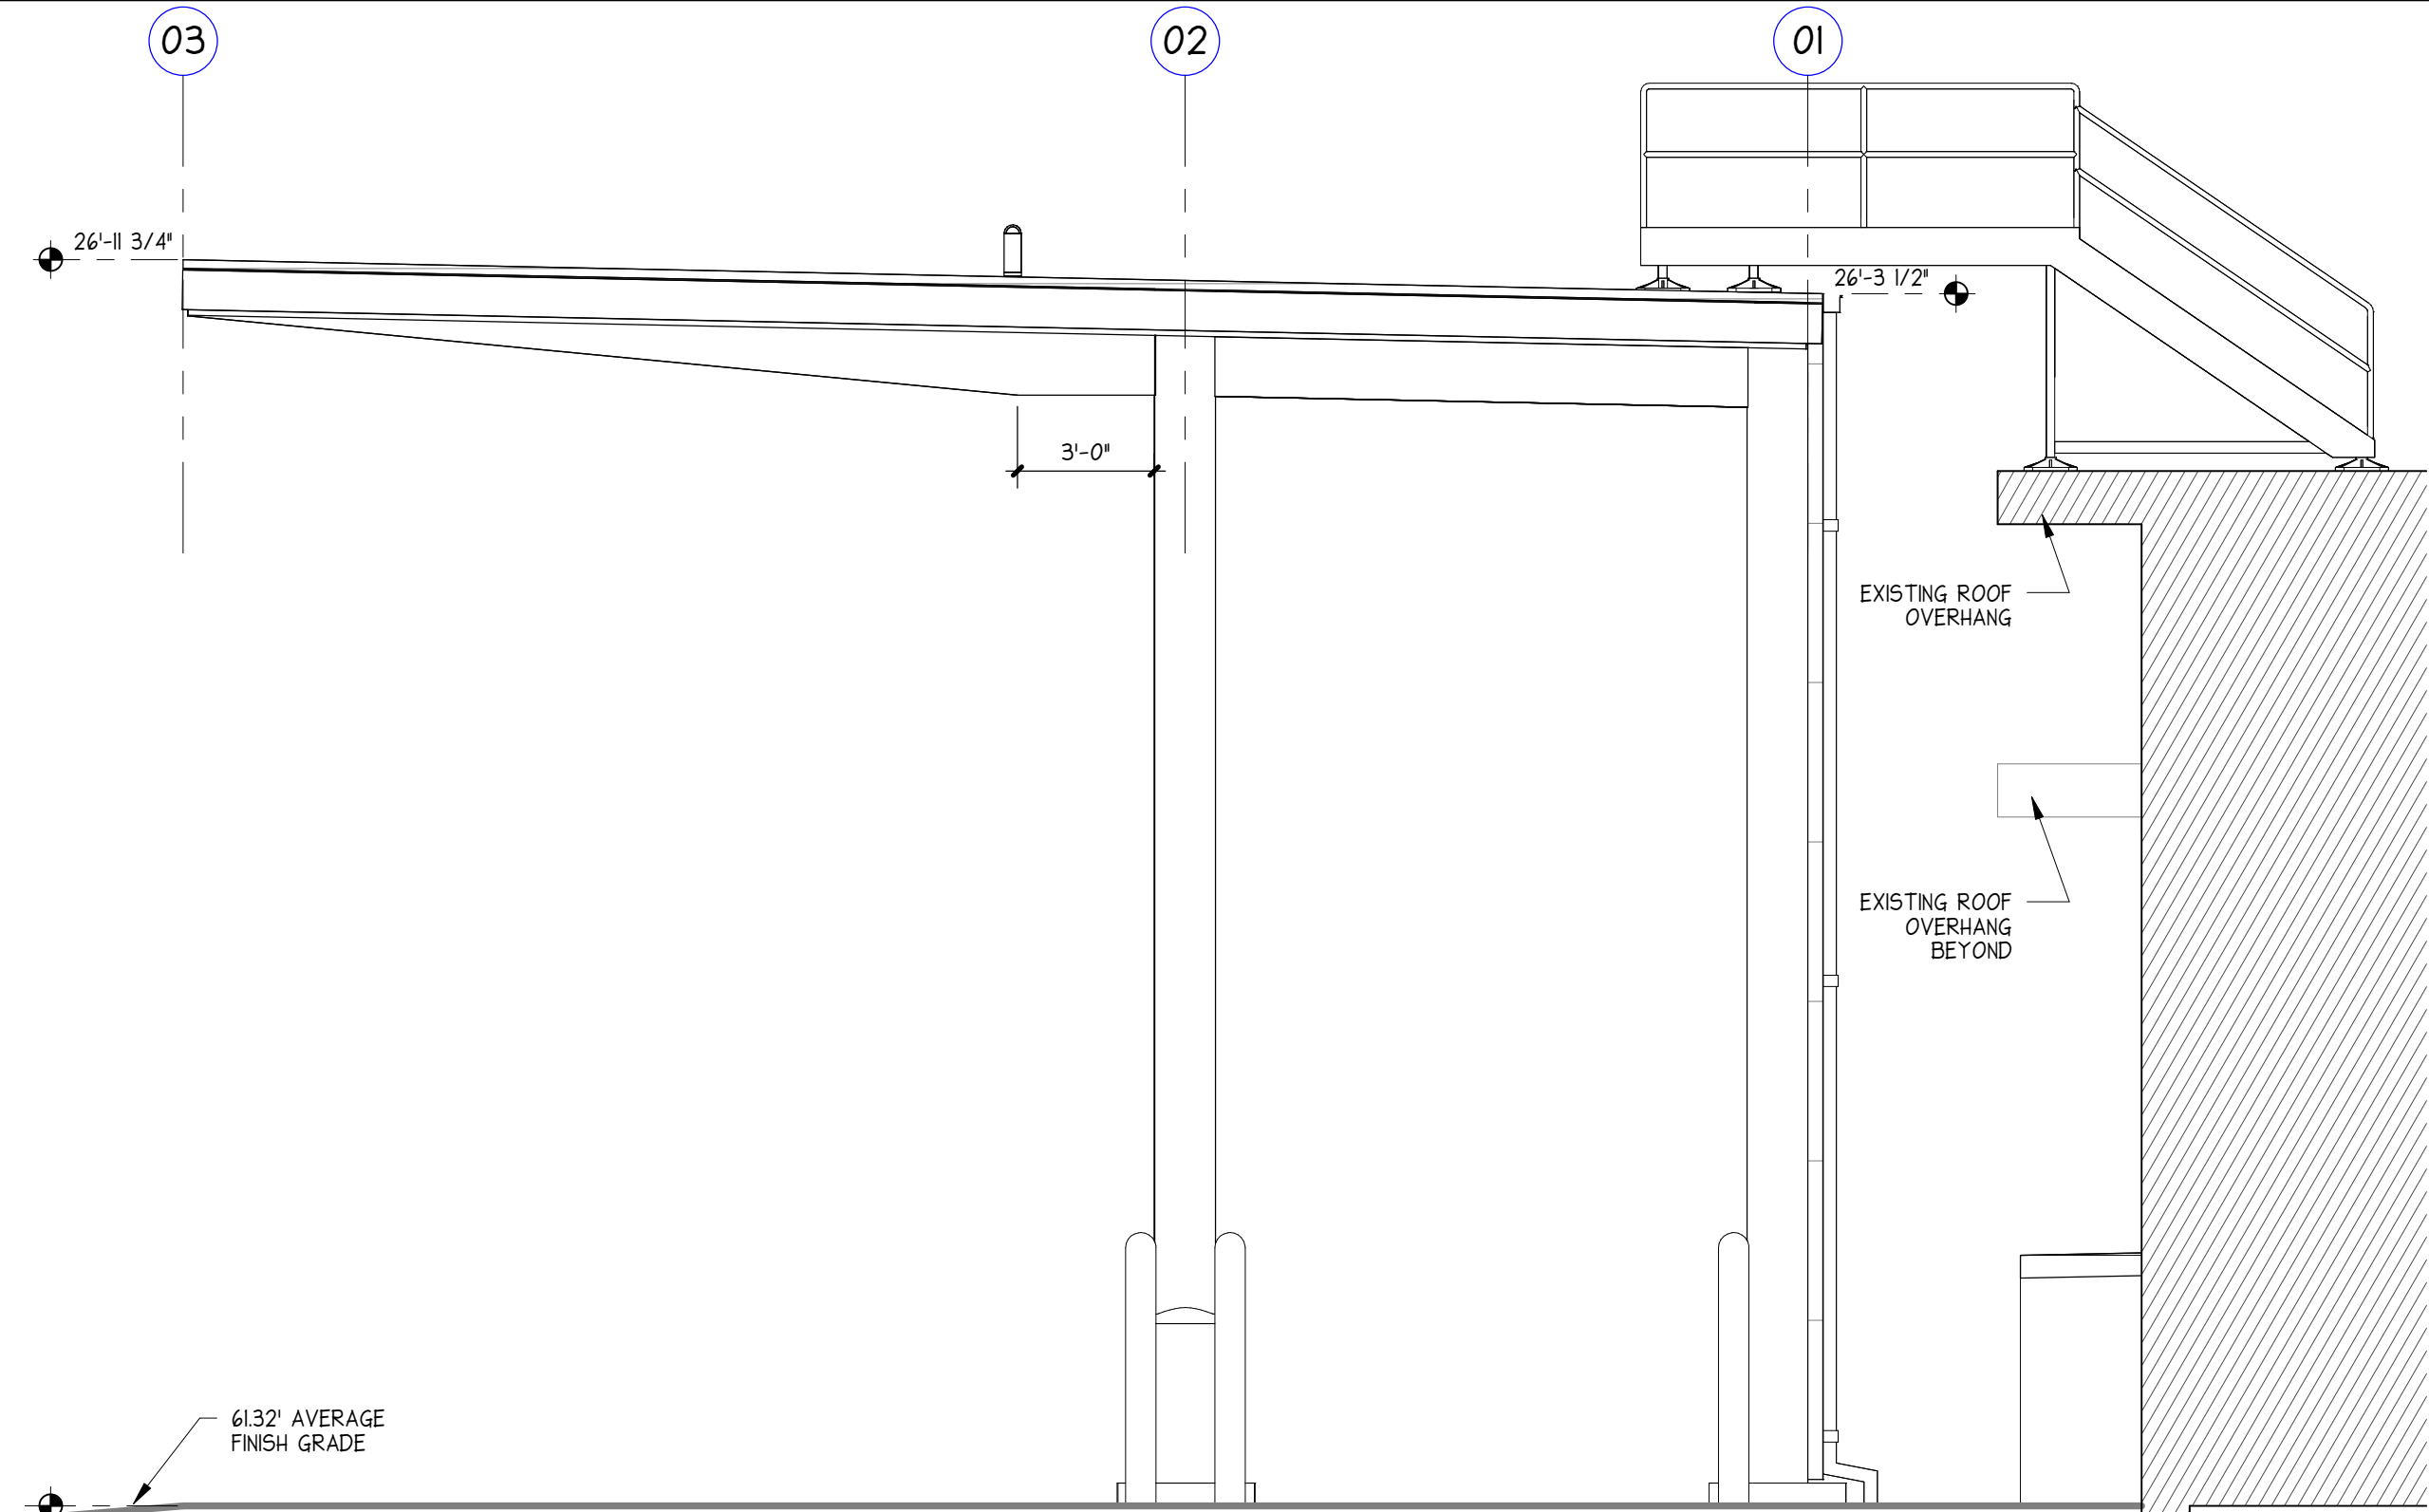 03
02
01
26'-11 3/4"
26'-3 1/2"
3'-0"
EXISTING ROOF
OVERHANG
EXISTING ROOF
OVERHANG
BEYOND
61.32' AVERAGE
FINISH GRADE